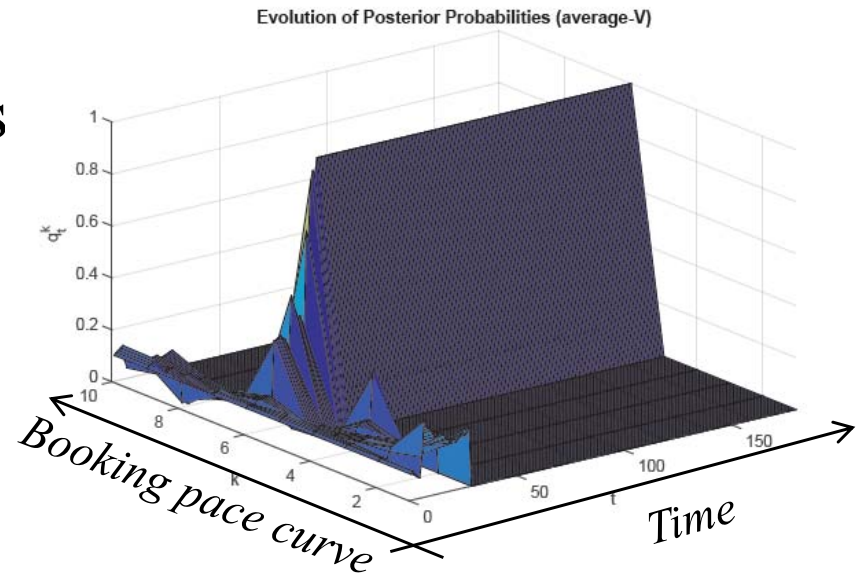 Evolution of Posterior Probabilities (average-V)
s
1
0.8
0.6
0.4
0.2
0
q_t^k
10
8
6
4
2
k
0
50
100
150
t
Booking pace curve
Time